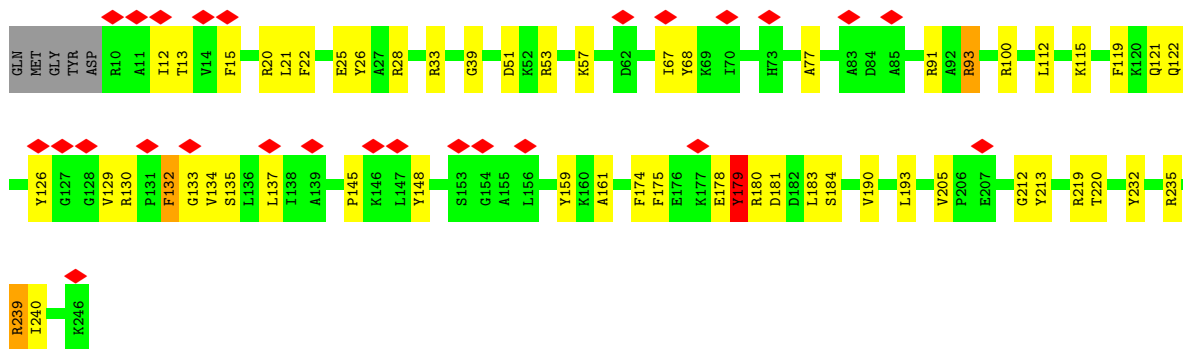 GLN MET GLY TYR ASP R10 A11 I12 T13 V14 F15 R20 L21 F22 E25 Y26 A27 R28 R33 G39 D51 K52 R53 K57 D62 I67 Y68 K69 I70 H73 A77 A83 D84 A85 R91 A92 R93 R100 L112 K115 F119 K120 Q121 Q122
Y126 G127 G128 V129 R130 P131 F132 G133 V134 S135 L136 L137 I138 A139 P145 K146 L147 Y148 S153 G154 A155 L156 Y159 K160 A161 F174 F175 E176 K177 E178 Y179 R180 D181 D182 L183 S184 V190 L193 V205 P206 E207 G212 Y213 R219 T220 Y232 R235
R239 I240 K246